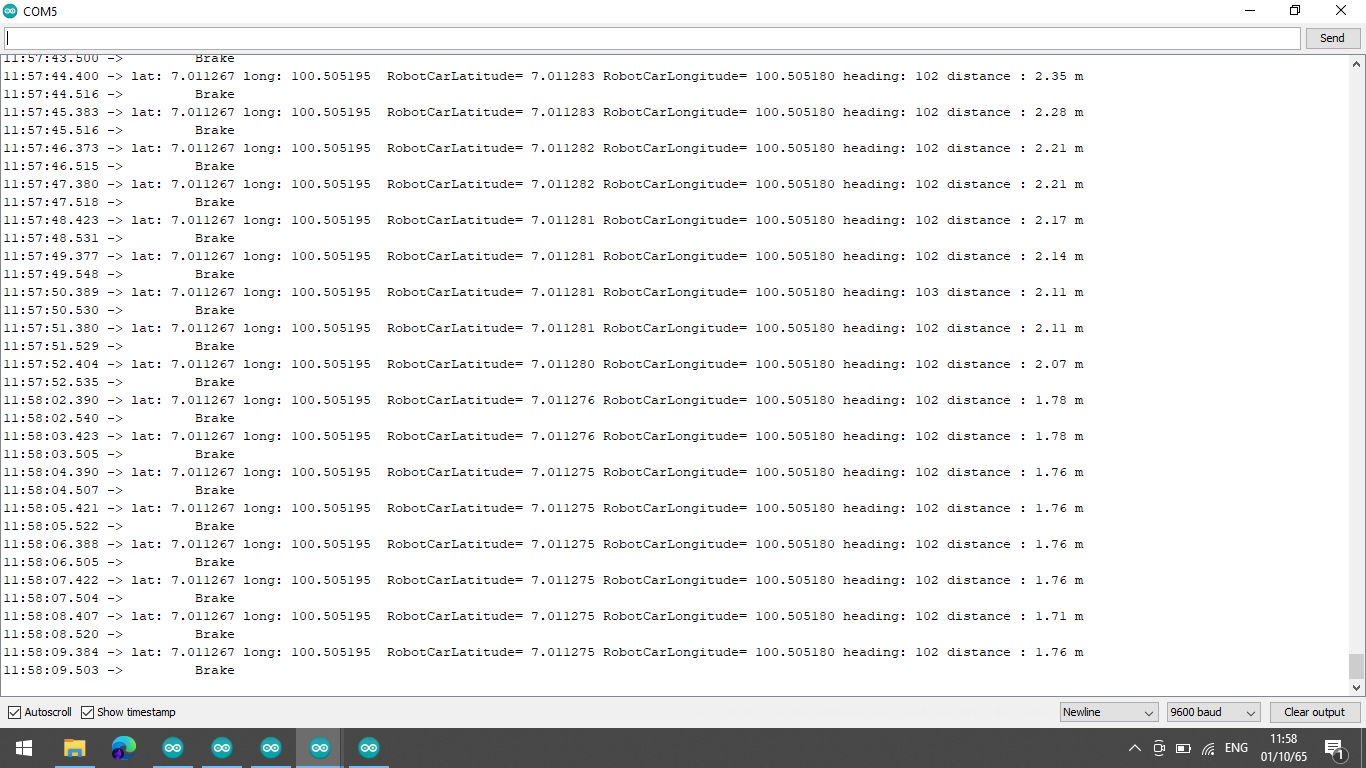 COM5
Send
11:57:43.500 ->         Brake
11:57:44.400 -> lat: 7.011267 long: 100.505195  RobotCarLatitude= 7.011283 RobotCarLongitude= 100.505180 heading: 102 distance : 2.35 m
11:57:44.516 ->         Brake
11:57:45.383 -> lat: 7.011267 long: 100.505195  RobotCarLatitude= 7.011283 RobotCarLongitude= 100.505180 heading: 102 distance : 2.28 m
11:57:45.516 ->         Brake
11:57:46.373 -> lat: 7.011267 long: 100.505195  RobotCarLatitude= 7.011282 RobotCarLongitude= 100.505180 heading: 102 distance : 2.21 m
11:57:46.515 ->         Brake
11:57:47.380 -> lat: 7.011267 long: 100.505195  RobotCarLatitude= 7.011282 RobotCarLongitude= 100.505180 heading: 102 distance : 2.21 m
11:57:47.518 ->         Brake
11:57:48.423 -> lat: 7.011267 long: 100.505195  RobotCarLatitude= 7.011281 RobotCarLongitude= 100.505180 heading: 102 distance : 2.17 m
11:57:48.531 ->         Brake
11:57:49.377 -> lat: 7.011267 long: 100.505195  RobotCarLatitude= 7.011281 RobotCarLongitude= 100.505180 heading: 102 distance : 2.14 m
11:57:49.548 ->         Brake
11:57:50.389 -> lat: 7.011267 long: 100.505195  RobotCarLatitude= 7.011281 RobotCarLongitude= 100.505180 heading: 103 distance : 2.11 m
11:57:50.530 ->         Brake
11:57:51.380 -> lat: 7.011267 long: 100.505195  RobotCarLatitude= 7.011281 RobotCarLongitude= 100.505180 heading: 102 distance : 2.11 m
11:57:51.529 ->         Brake
11:57:52.404 -> lat: 7.011267 long: 100.505195  RobotCarLatitude= 7.011280 RobotCarLongitude= 100.505180 heading: 102 distance : 2.07 m
11:57:52.535 ->         Brake
11:58:02.390 -> lat: 7.011267 long: 100.505195  RobotCarLatitude= 7.011276 RobotCarLongitude= 100.505180 heading: 102 distance : 1.78 m
11:58:02.540 ->         Brake
11:58:03.423 -> lat: 7.011267 long: 100.505195  RobotCarLatitude= 7.011276 RobotCarLongitude= 100.505180 heading: 102 distance : 1.78 m
11:58:03.505 ->         Brake
11:58:04.390 -> lat: 7.011267 long: 100.505195  RobotCarLatitude= 7.011275 RobotCarLongitude= 100.505180 heading: 102 distance : 1.76 m
11:58:04.507 ->         Brake
11:58:05.421 -> lat: 7.011267 long: 100.505195  RobotCarLatitude= 7.011275 RobotCarLongitude= 100.505180 heading: 102 distance : 1.76 m
11:58:05.522 ->         Brake
11:58:06.388 -> lat: 7.011267 long: 100.505195  RobotCarLatitude= 7.011275 RobotCarLongitude= 100.505180 heading: 102 distance : 1.76 m
11:58:06.505 ->         Brake
11:58:07.422 -> lat: 7.011267 long: 100.505195  RobotCarLatitude= 7.011275 RobotCarLongitude= 100.505180 heading: 102 distance : 1.76 m
11:58:07.504 ->         Brake
11:58:08.407 -> lat: 7.011267 long: 100.505195  RobotCarLatitude= 7.011275 RobotCarLongitude= 100.505180 heading: 102 distance : 1.71 m
11:58:08.520 ->         Brake
11:58:09.384 -> lat: 7.011267 long: 100.505195  RobotCarLatitude= 7.011275 RobotCarLongitude= 100.505180 heading: 102 distance : 1.76 m
11:58:09.503 ->         Brake
Autoscroll Show timestamp Newline 9600 baud Clear output
ENG 11:58 1
01/10/65